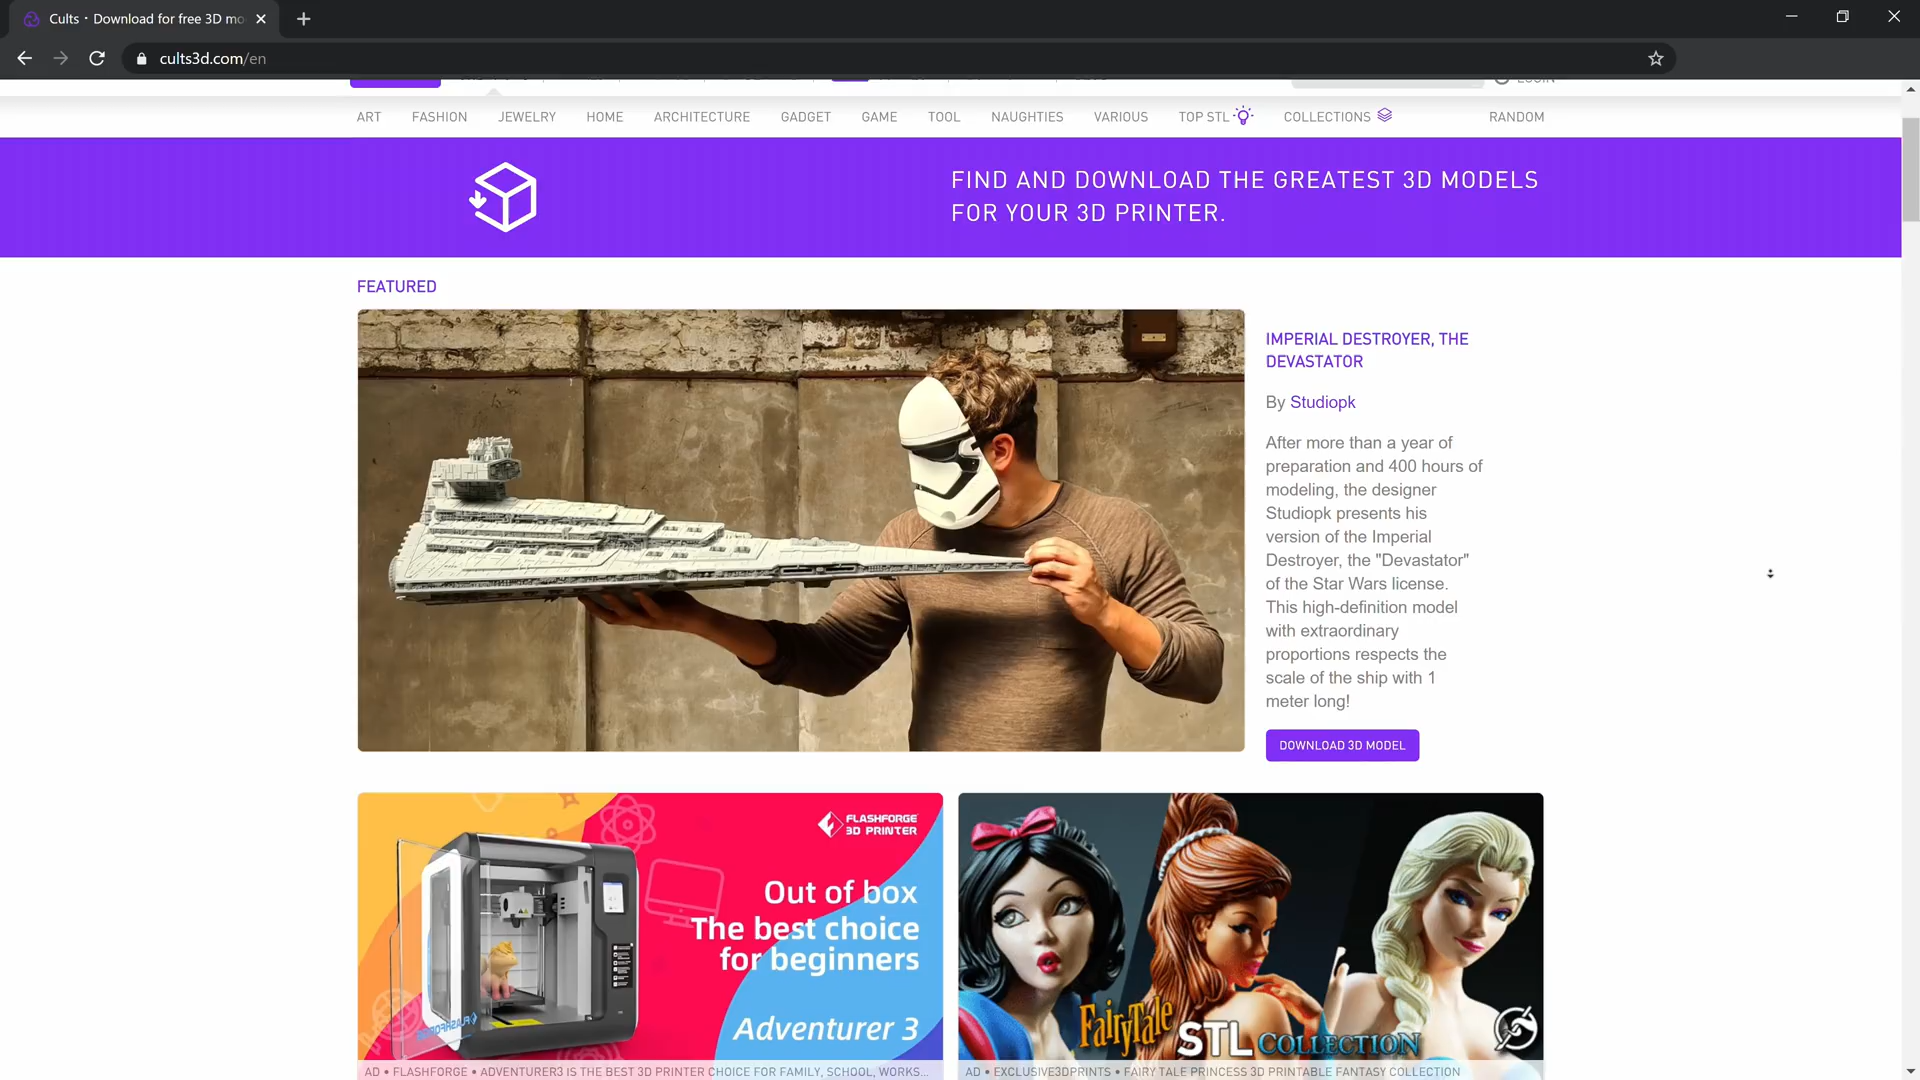 Cults · Download for free 3D mo
cults3d.com/en
LOGIN
ART FASHION JEWELRY HOME ARCHITECTURE GADGET GAME TOOL NAUGHTIES VARIOUS TOP STL COLLECTIONS RANDOM
FIND AND DOWNLOAD THE GREATEST 3D MODELS
FOR YOUR 3D PRINTER.
FEATURED
IMPERIAL DESTROYER, THE
DEVASTATOR
By Studiopk
After more than a year of
preparation and 400 hours of
modeling, the designer
Studiopk presents his
version of the Imperial
Destroyer, the "Devastator"
of the Star Wars license.
This high-definition model
with extraordinary
proportions respects the
scale of the ship with 1
meter long!
DOWNLOAD 3D MODEL
FLASHFORGE
3D PRINTER
Out of box
The best choice
for beginners
Adventurer 3
FLASHFORGE
AD • FLASHFORGE • ADVENTURER3 IS THE BEST 3D PRINTER CHOICE FOR FAMILY, SCHOOL, WORKS...
FairyTale
STL COLLECTION
AD • EXCLUSIVE3DPRINTS • FAIRY TALE PRINCESS 3D PRINTABLE FANTASY COLLECTION